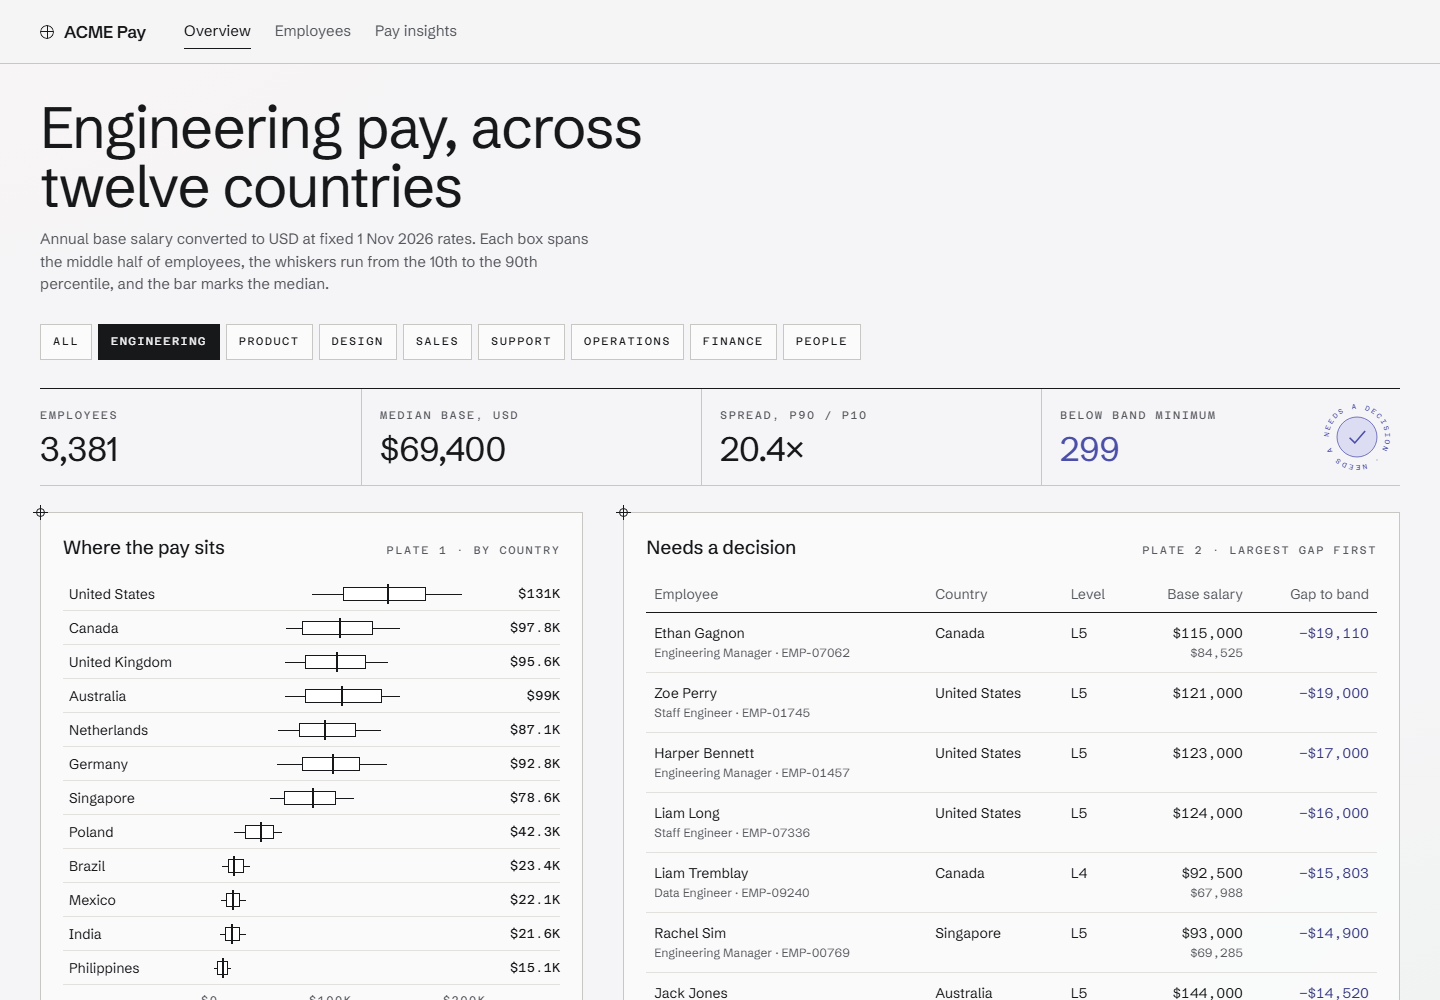 ACME Pay
Overview
Employees
Pay insights
Engineering pay, across
twelve countries
Annual base salary converted to USD at fixed 1 Nov 2026 rates. Each box spans
the middle half of employees, the whiskers run from the 10th to the 90th
percentile, and the bar marks the median.
ALL
ENGINEERING
PRODUCT
DESIGN
SALES
SUPPORT
OPERATIONS
FINANCE
PEOPLE
EMPLOYEES
3,381
MEDIAN BASE, USD
$69,400
SPREAD, P90 / P10
20.4×
BELOW BAND MINIMUM
299
NEEDS A DECISION · NEEDS A
Where the pay sits
PLATE 1 · BY COUNTRY
United States $131K
Canada $97.8K
United Kingdom $95.6K
Australia $99K
Netherlands $87.1K
Germany $92.8K
Singapore $78.6K
Poland $42.3K
Brazil $23.4K
Mexico $22.1K
India $21.6K
Philippines $15.1K
$0 $100K $200K
Needs a decision
PLATE 2 · LARGEST GAP FIRST
Employee Country Level Base salary Gap to band
Ethan Gagnon Canada L5 $115,000 −$19,110
Engineering Manager · EMP-07062 $84,525
Zoe Perry United States L5 $121,000 −$19,000
Staff Engineer · EMP-01745
Harper Bennett United States L5 $123,000 −$17,000
Engineering Manager · EMP-01457
Liam Long United States L5 $124,000 −$16,000
Staff Engineer · EMP-07336
Liam Tremblay Canada L4 $92,500 −$15,803
Data Engineer · EMP-09240 $67,988
Rachel Sim Singapore L5 $93,000 −$14,900
Engineering Manager · EMP-00769 $69,285
Jack Jones Australia L5 $144,000 −$14,520